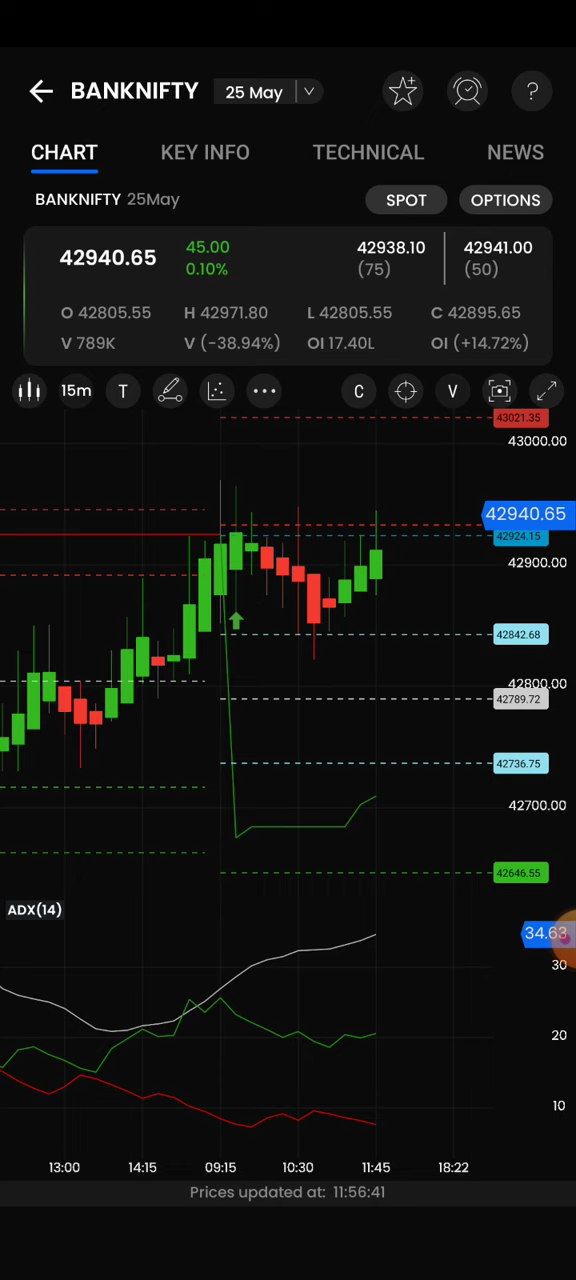 BANKNIFTY 25 May ?
CHART KEY INFO TECHNICAL NEWS
BANKNIFTY 25May SPOT OPTIONS
42940.65 45.00 0.10% 42938.10 (75) 42941.00 (50)
O 42805.55 H 42971.80 L 42805.55 C 42895.65
V 789K V (-38.94%) OI 17.40L OI (+14.72%)
15m T C V
43021.35
43000.00
42940.65
42924.15
42900.00
42842.68
42800.00
42789.72
42736.75
42700.00
42646.55
ADX(14)
34.63
30
20
10
13:00 14:15 09:15 10:30 11:45 18:22
Prices updated at: 11:56:41